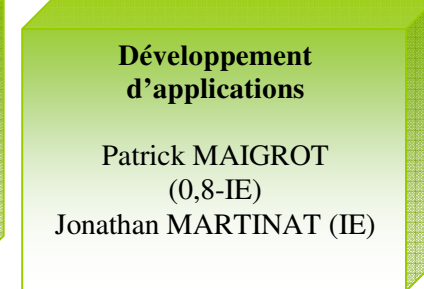 Développement
d’applications
Patrick MAIGROT
(0,8-IE)
Jonathan MARTINAT (IE)